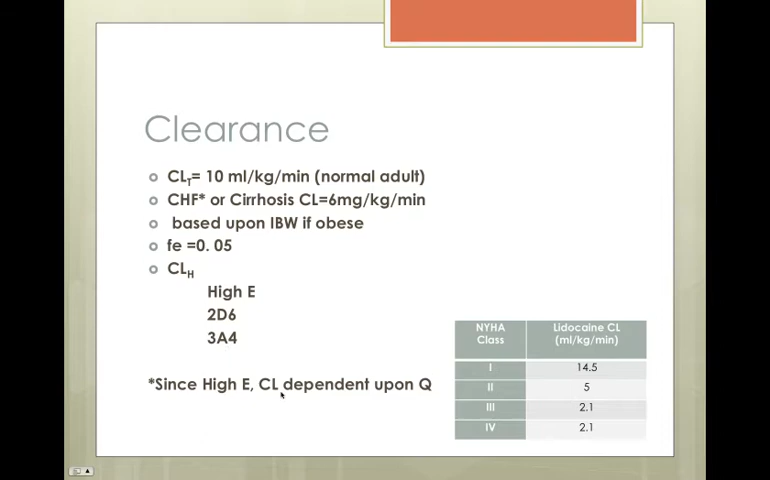 Clearance
CLT= 10 ml/kg/min (normal adult)
CHF* or Cirrhosis CL=6mg/kg/min
based upon IBW if obese
fe =0. 05
CLH
High E
2D6
3A4
*Since High E, CL dependent upon Q
NYHA Class Lidocaine CL (ml/kg/min)
I 14.5
II 5
III 2.1
IV 2.1